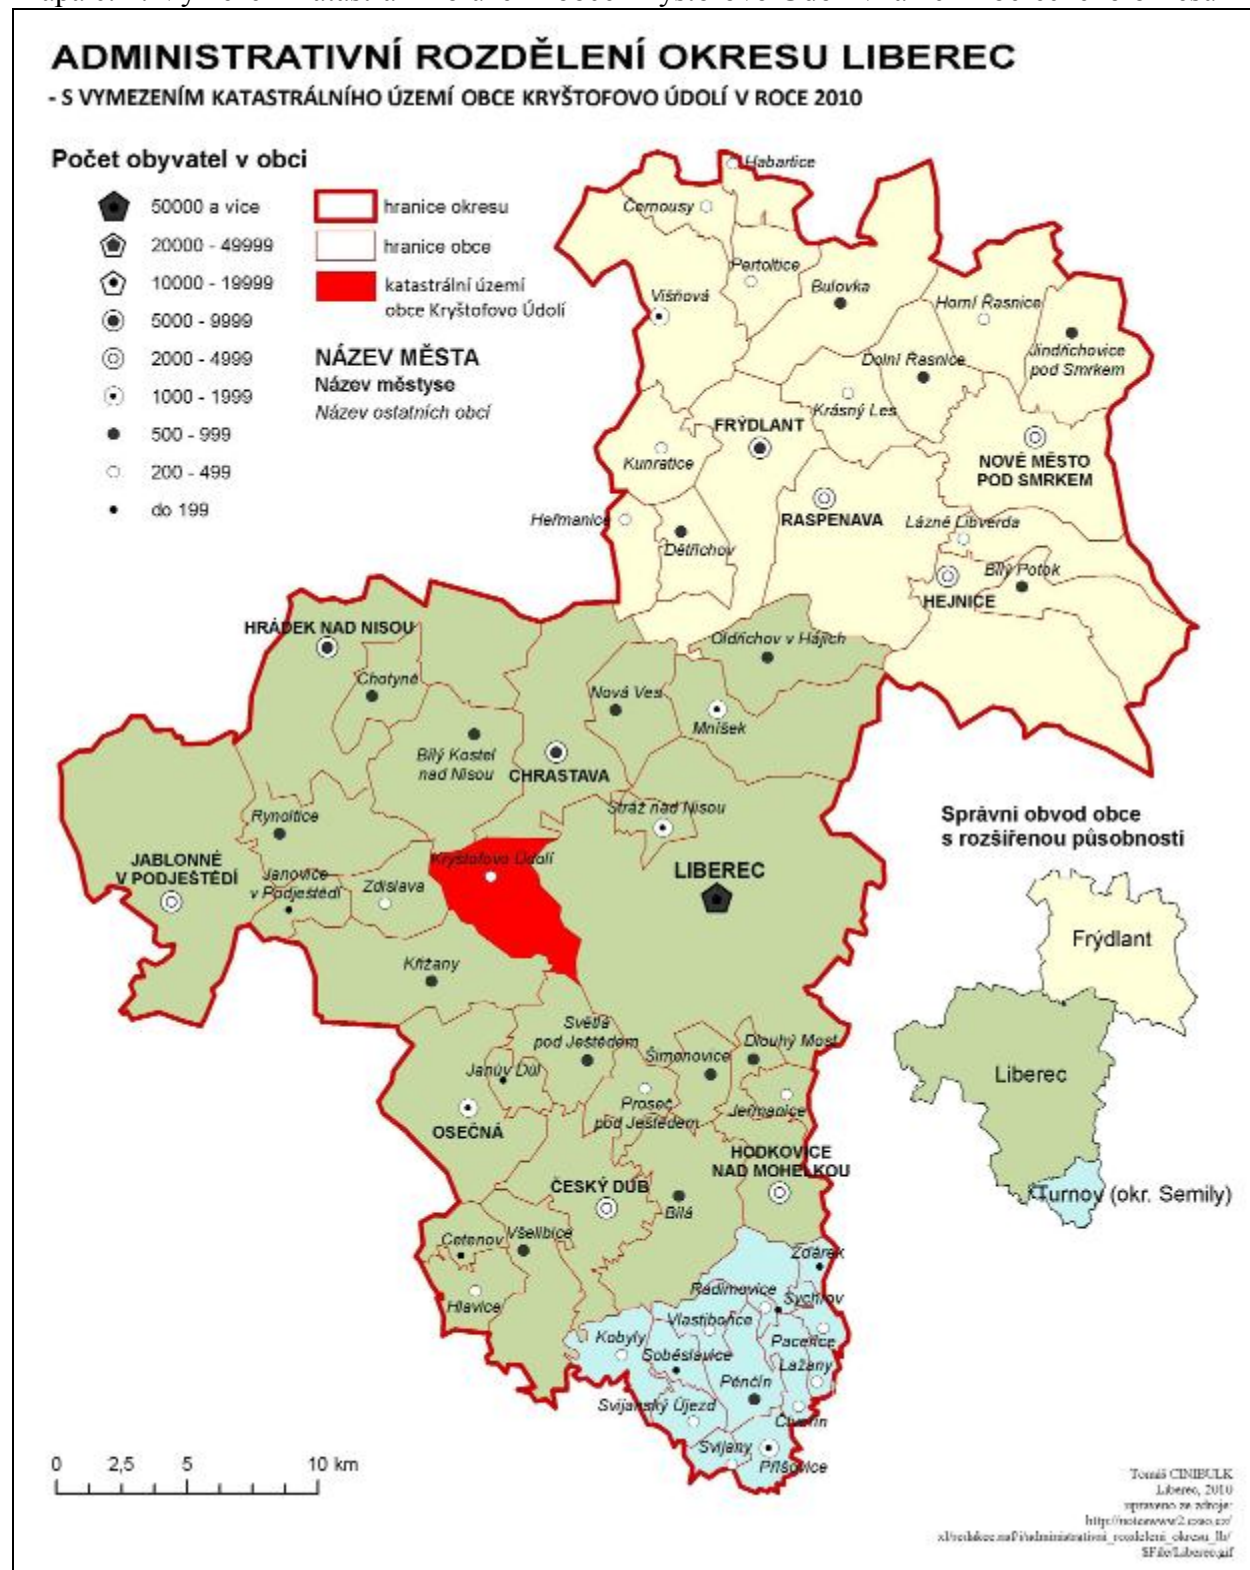 ADMINISTRATIVNÍ ROZDĚLENÍ OKRESU LIBEREC
- S VYMEZENÍM KATASTRÁLNÍHO ÚZEMÍ OBCE KRYŠTOFOVO ÚDOLÍ V ROCE 2010
Počet obyvatel v obci
50000 a více
20000 - 49999
10000 - 19999
5000 - 9999
2000 - 4999
1000 - 1999
500 - 999
200 - 499
do 199
hranice okresu
hranice obce
katastrální území
obce Kryštofovo Údolí
NÁZEV MĚSTA
Název městyse
Název ostatních obcí
Habartice
Černousy
Pertoltice
Višňová
Bulovka
Horní Řasnice
Jindřichovice
pod Smrkem
Dolní Řasnice
Krásný Les
FRÝDLANT
Kunratice
NOVÉ MĚSTO
POD SMRKEM
Heřmanice
RASPENAVA
Lázně Libverda
Dětřichov
Bílý Potok
HEJNICE
HRÁDEK NAD NISOU
Oldřichov v Hájích
Chotyně
Nová Ves
Mníšek
Bílý Kostel
nad Nisou
CHRASTAVA
Stráž nad Nisou
Rynoltice
JABLONNÉ
V PODJEŠTĚDÍ
Janovice
v Podještědí
Zdislava
Kryštofovo Údolí
LIBEREC
Křižany
Světlá
pod Ještědem
Šimonovice
Dlouhý Most
Janův Důl
Proseč
pod Ještědem
Jeřmanice
OSEČNÁ
HODKOVICE
NAD MOHELKOU
ČESKÝ DUB
Bílá
Cetenov
Všelibice
Hlavice
Žďárek
Radimovice
Sychrov
Vlastibořice
Kobyly
Paceřice
Soběslavice
Lažany
Pěnčín
Svijanský Újezd
Čtveřín
Svijany
Příšovice
Správní obvod obce
s rozšířenou působností
Frýdlant
Liberec
Turnov (okr. Semily)
0 2,5 5 10 km
Tomáš CINIBULK
Liberec, 2010
upraveno ze zdroje:
$File/Liberec.gif